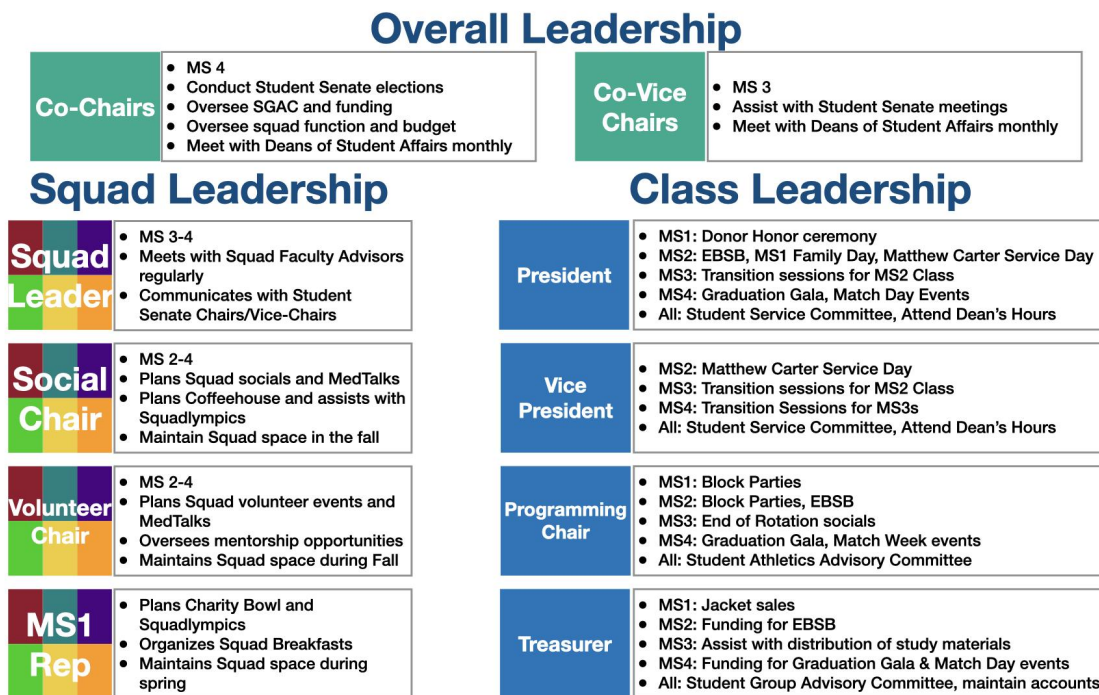 Overall Leadership
Co-Chairs
● MS 4
● Conduct Student Senate elections
● Oversee SGAC and funding
● Oversee squad function and budget
● Meet with Deans of Student Affairs monthly
Co-Vice
Chairs
● MS 3
● Assist with Student Senate meetings
● Meet with Deans of Student Affairs monthly
Squad Leadership
Squad
Leader
● MS 3-4
● Meets with Squad Faculty Advisors
regularly
● Communicates with Student
Senate Chairs/Vice-Chairs
Social
Chair
● MS 2-4
● Plans Squad socials and MedTalks
● Plans Coffeehouse and assists with
Squadlympics
● Maintain Squad space in the fall
Volunteer
Chair
● MS 2-4
● Plans Squad volunteer events and
MedTalks
● Oversees mentorship opportunities
● Maintains Squad space during Fall
MS1
Rep
● Plans Charity Bowl and
Squadlympics
● Organizes Squad Breakfasts
● Maintains Squad space during
spring
Class Leadership
President
● MS1: Donor Honor ceremony
● MS2: EBSB, MS1 Family Day, Matthew Carter Service Day
● MS3: Transition sessions for MS2 Class
● MS4: Graduation Gala, Match Day Events
● All: Student Service Committee, Attend Dean's Hours
Vice
President
● MS2: Matthew Carter Service Day
● MS3: Transition sessions for MS2 Class
● MS4: Transition Sessions for MS3s
● All: Student Service Committee, Attend Dean's Hours
Programming
Chair
● MS1: Block Parties
● MS2: Block Parties, EBSB
● MS3: End of Rotation socials
● MS4: Graduation Gala, Match Week events
● All: Student Athletics Advisory Committee
Treasurer
● MS1: Jacket sales
● MS2: Funding for EBSB
● MS3: Assist with distribution of study materials
● MS4: Funding for Graduation Gala & Match Day events
● All: Student Group Advisory Committee, maintain accounts